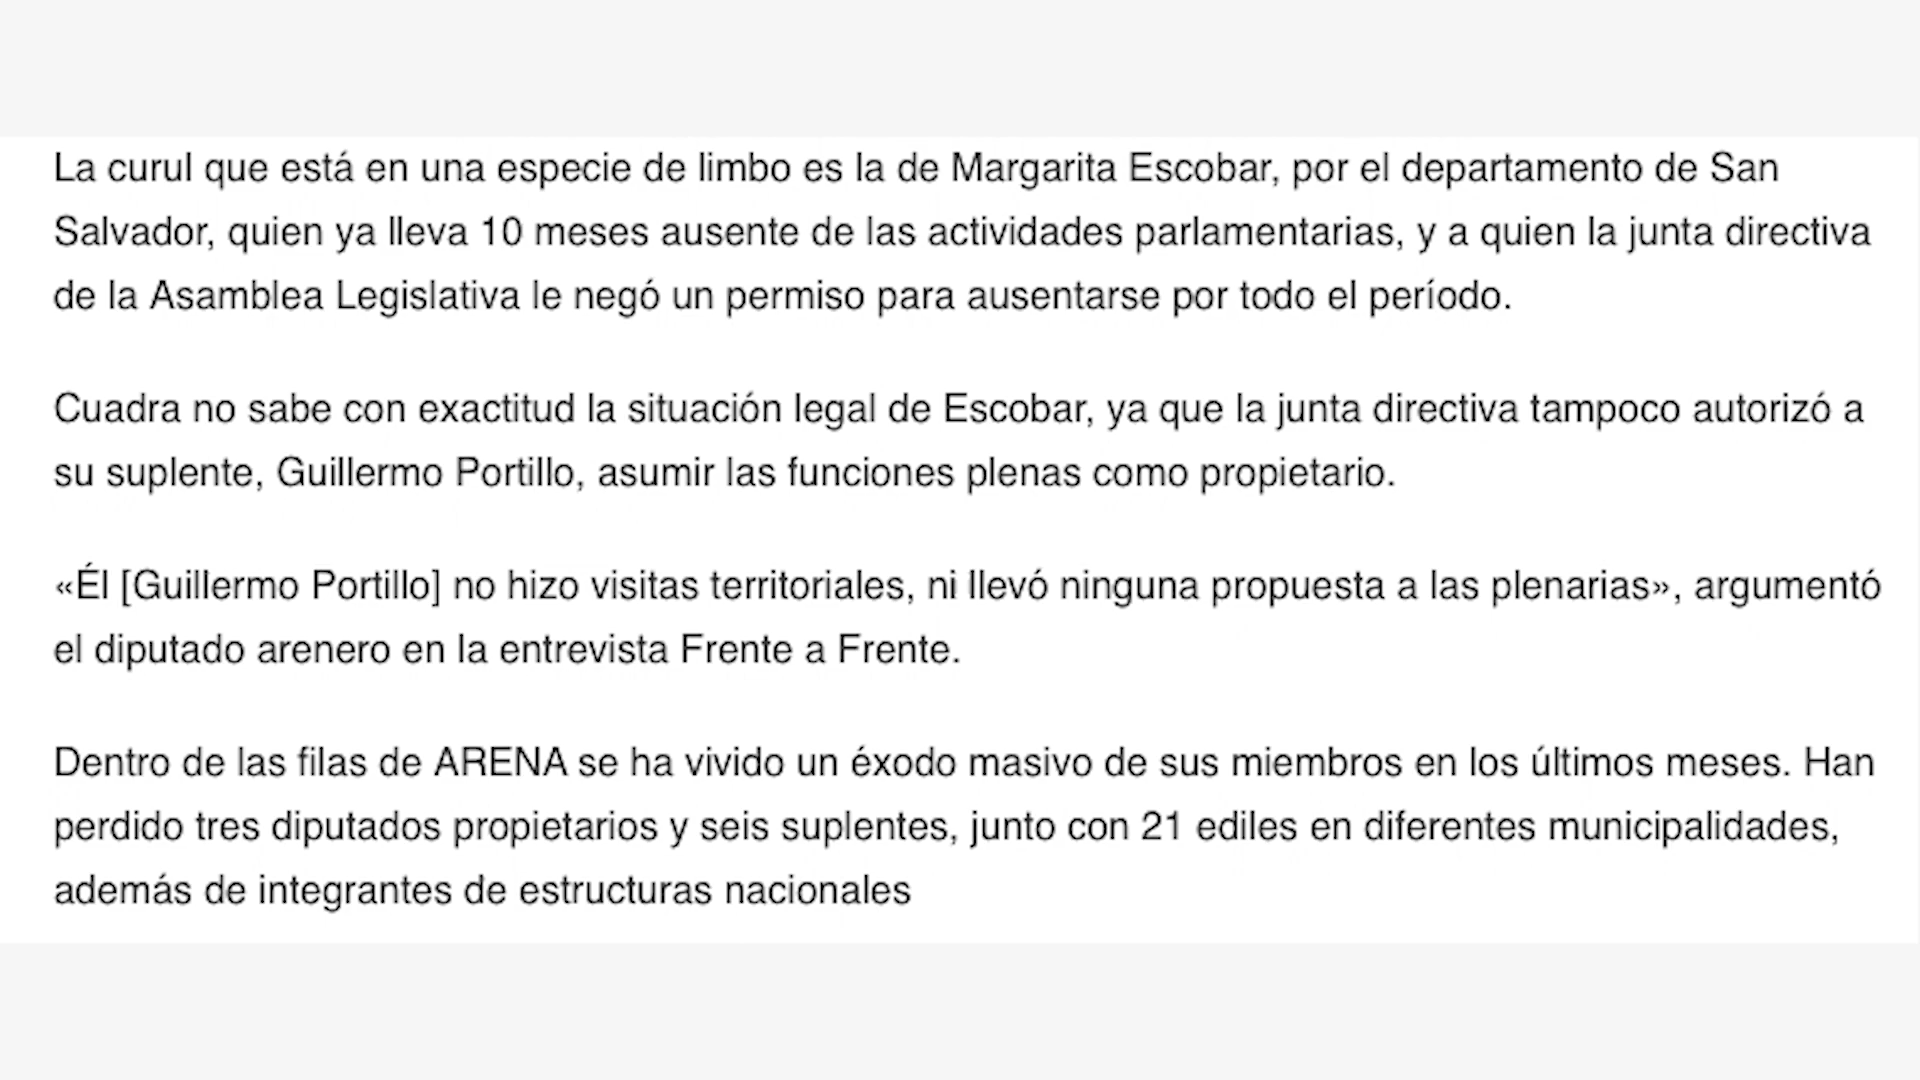 La curul que está en una especie de limbo es la de Margarita Escobar, por el departamento de San
Salvador, quien ya lleva 10 meses ausente de las actividades parlamentarias, y a quien la junta directiva
de la Asamblea Legislativa le negó un permiso para ausentarse por todo el período.
Cuadra no sabe con exactitud la situación legal de Escobar, ya que la junta directiva tampoco autorizó a
su suplente, Guillermo Portillo, asumir las funciones plenas como propietario.
«Él [Guillermo Portillo] no hizo visitas territoriales, ni llevó ninguna propuesta a las plenarias», argumentó
el diputado arenero en la entrevista Frente a Frente.
Dentro de las filas de ARENA se ha vivido un éxodo masivo de sus miembros en los últimos meses. Han
perdido tres diputados propietarios y seis suplentes, junto con 21 ediles en diferentes municipalidades,
además de integrantes de estructuras nacionales